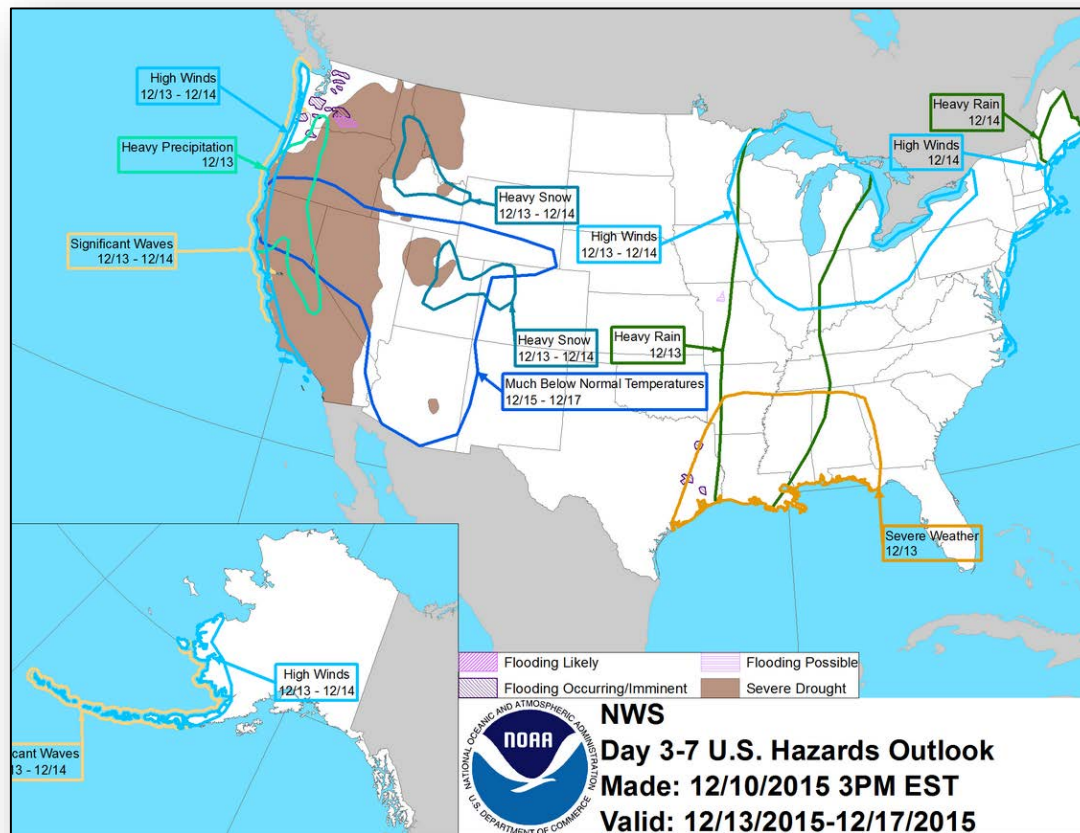 High Winds
12/13 - 12/14
Heavy Precipitation
12/13
Significant Waves
12/13 - 12/14
Heavy Snow
12/13 - 12/14
High Winds
12/13 - 12/14
Heavy Snow
12/13 - 12/14
Heavy Rain
12/13
Much Below Normal Temperatures
12/15 - 12/17
Heavy Rain
12/14
High Winds
12/14
Severe Weather
12/13
High Winds
12/13 - 12/14
cant Waves
13 - 12/14
Flooding Likely
Flooding Possible
Flooding Occurring/Imminent
Severe Drought
NATIONAL OCEANIC AND ATMOSPHERIC ADMINISTRATION
NOAA
U.S. DEPARTMENT OF COMMERCE
NWS
Day 3-7 U.S. Hazards Outlook
Made: 12/10/2015 3PM EST
Valid: 12/13/2015-12/17/2015